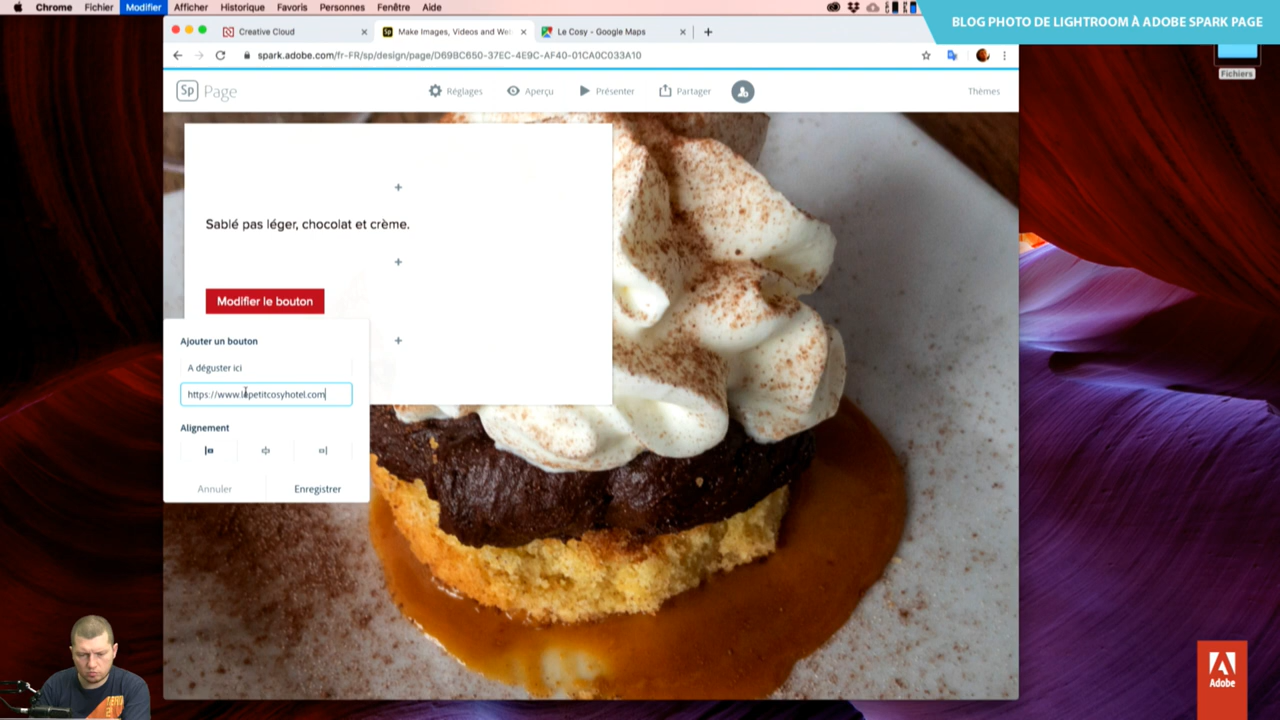 Chrome Fichier Modifier Afficher Historique Favoris Personnes Fenêtre Aide
BLOG PHOTO DE LIGHTROOM À ADOBE SPARK PAGE
Creative Cloud
Make Images, Videos and Web
Le Cosy - Google Maps
spark.adobe.com/fr-FR/sp/design/page/D69BC650-37EC-4E9C-AF40-01CA0C033A10
Fichiers
Sp Page
Réglages
Aperçu
Présenter
Partager
Thèmes
Sablé pas léger, chocolat et crème.
Modifier le bouton
Ajouter un bouton
A déguster ici
https://www.lepetitcosyhotel.com
Alignement
Annuler
Enregistrer
Adobe